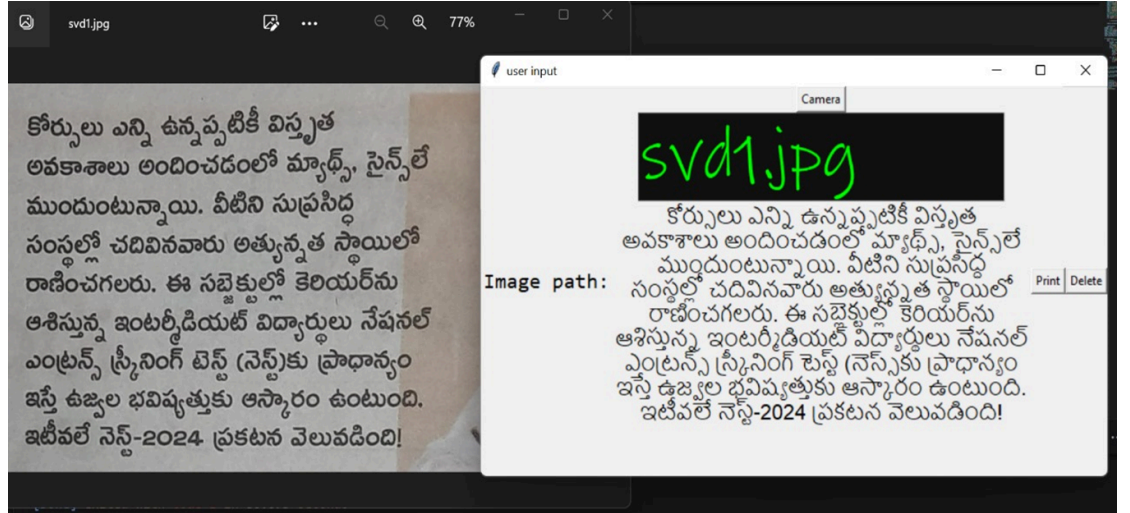 svd1.jpg
77%
కోర్సులు ఎన్ని ఉన్నప్పటికీ విస్తృత
అవకాశాలు అందించడంలో మ్యాథ్స్, సైన్స్‌లే
ముందుంటున్నాయి. వీటిని సుప్రసిద్ధ
సంస్థల్లో చదివినవారు అత్యున్నత స్థాయిలో
రాణించగలరు. ఈ సబ్జెక్టుల్లో కెరియర్‌ను
ఆశిస్తున్న ఇంటర్మీడియట్ విద్యార్థులు నేషనల్
ఎంట్రన్స్ స్క్రీనింగ్ టెస్ట్ (నెస్ట్)కు ప్రాధాన్యం
ఇస్తే ఉజ్వల భవిష్యత్తుకు ఆస్కారం ఉంటుంది.
ఇటీవలే నెస్ట్-2024 ప్రకటన వెలువడింది!
user input
Camera
svd1.jpg
కోర్సులు ఎన్ని ఉన్నప్పటికీ విస్తృత
అవకాశాలు అందించడంలో మ్యాథ్స్, సైన్స్‌లే
ముందుంటున్నాయి. వీటిని సుప్రసిద్ధ
సంస్థల్లో చదివినవారు అత్యున్నత స్థాయిలో
రాణించగలరు. ఈ కెరియర్‌ను
ఆశిస్తున్న ఇంటర్మీడియట్ విద్యార్థులు నేషనల్
ఎంట్రన్స్ స్క్రీనింగ్ టెస్ట్ ప్రాధాన్యం
ఇస్తే ఉజ్వల భవిష్యత్తుకు ఆస్కారం ఉంటుంది.
ఇటీవలే నెస్ట్-2024 ప్రకటన వెలువడింది!
Image path:
Print
Delete